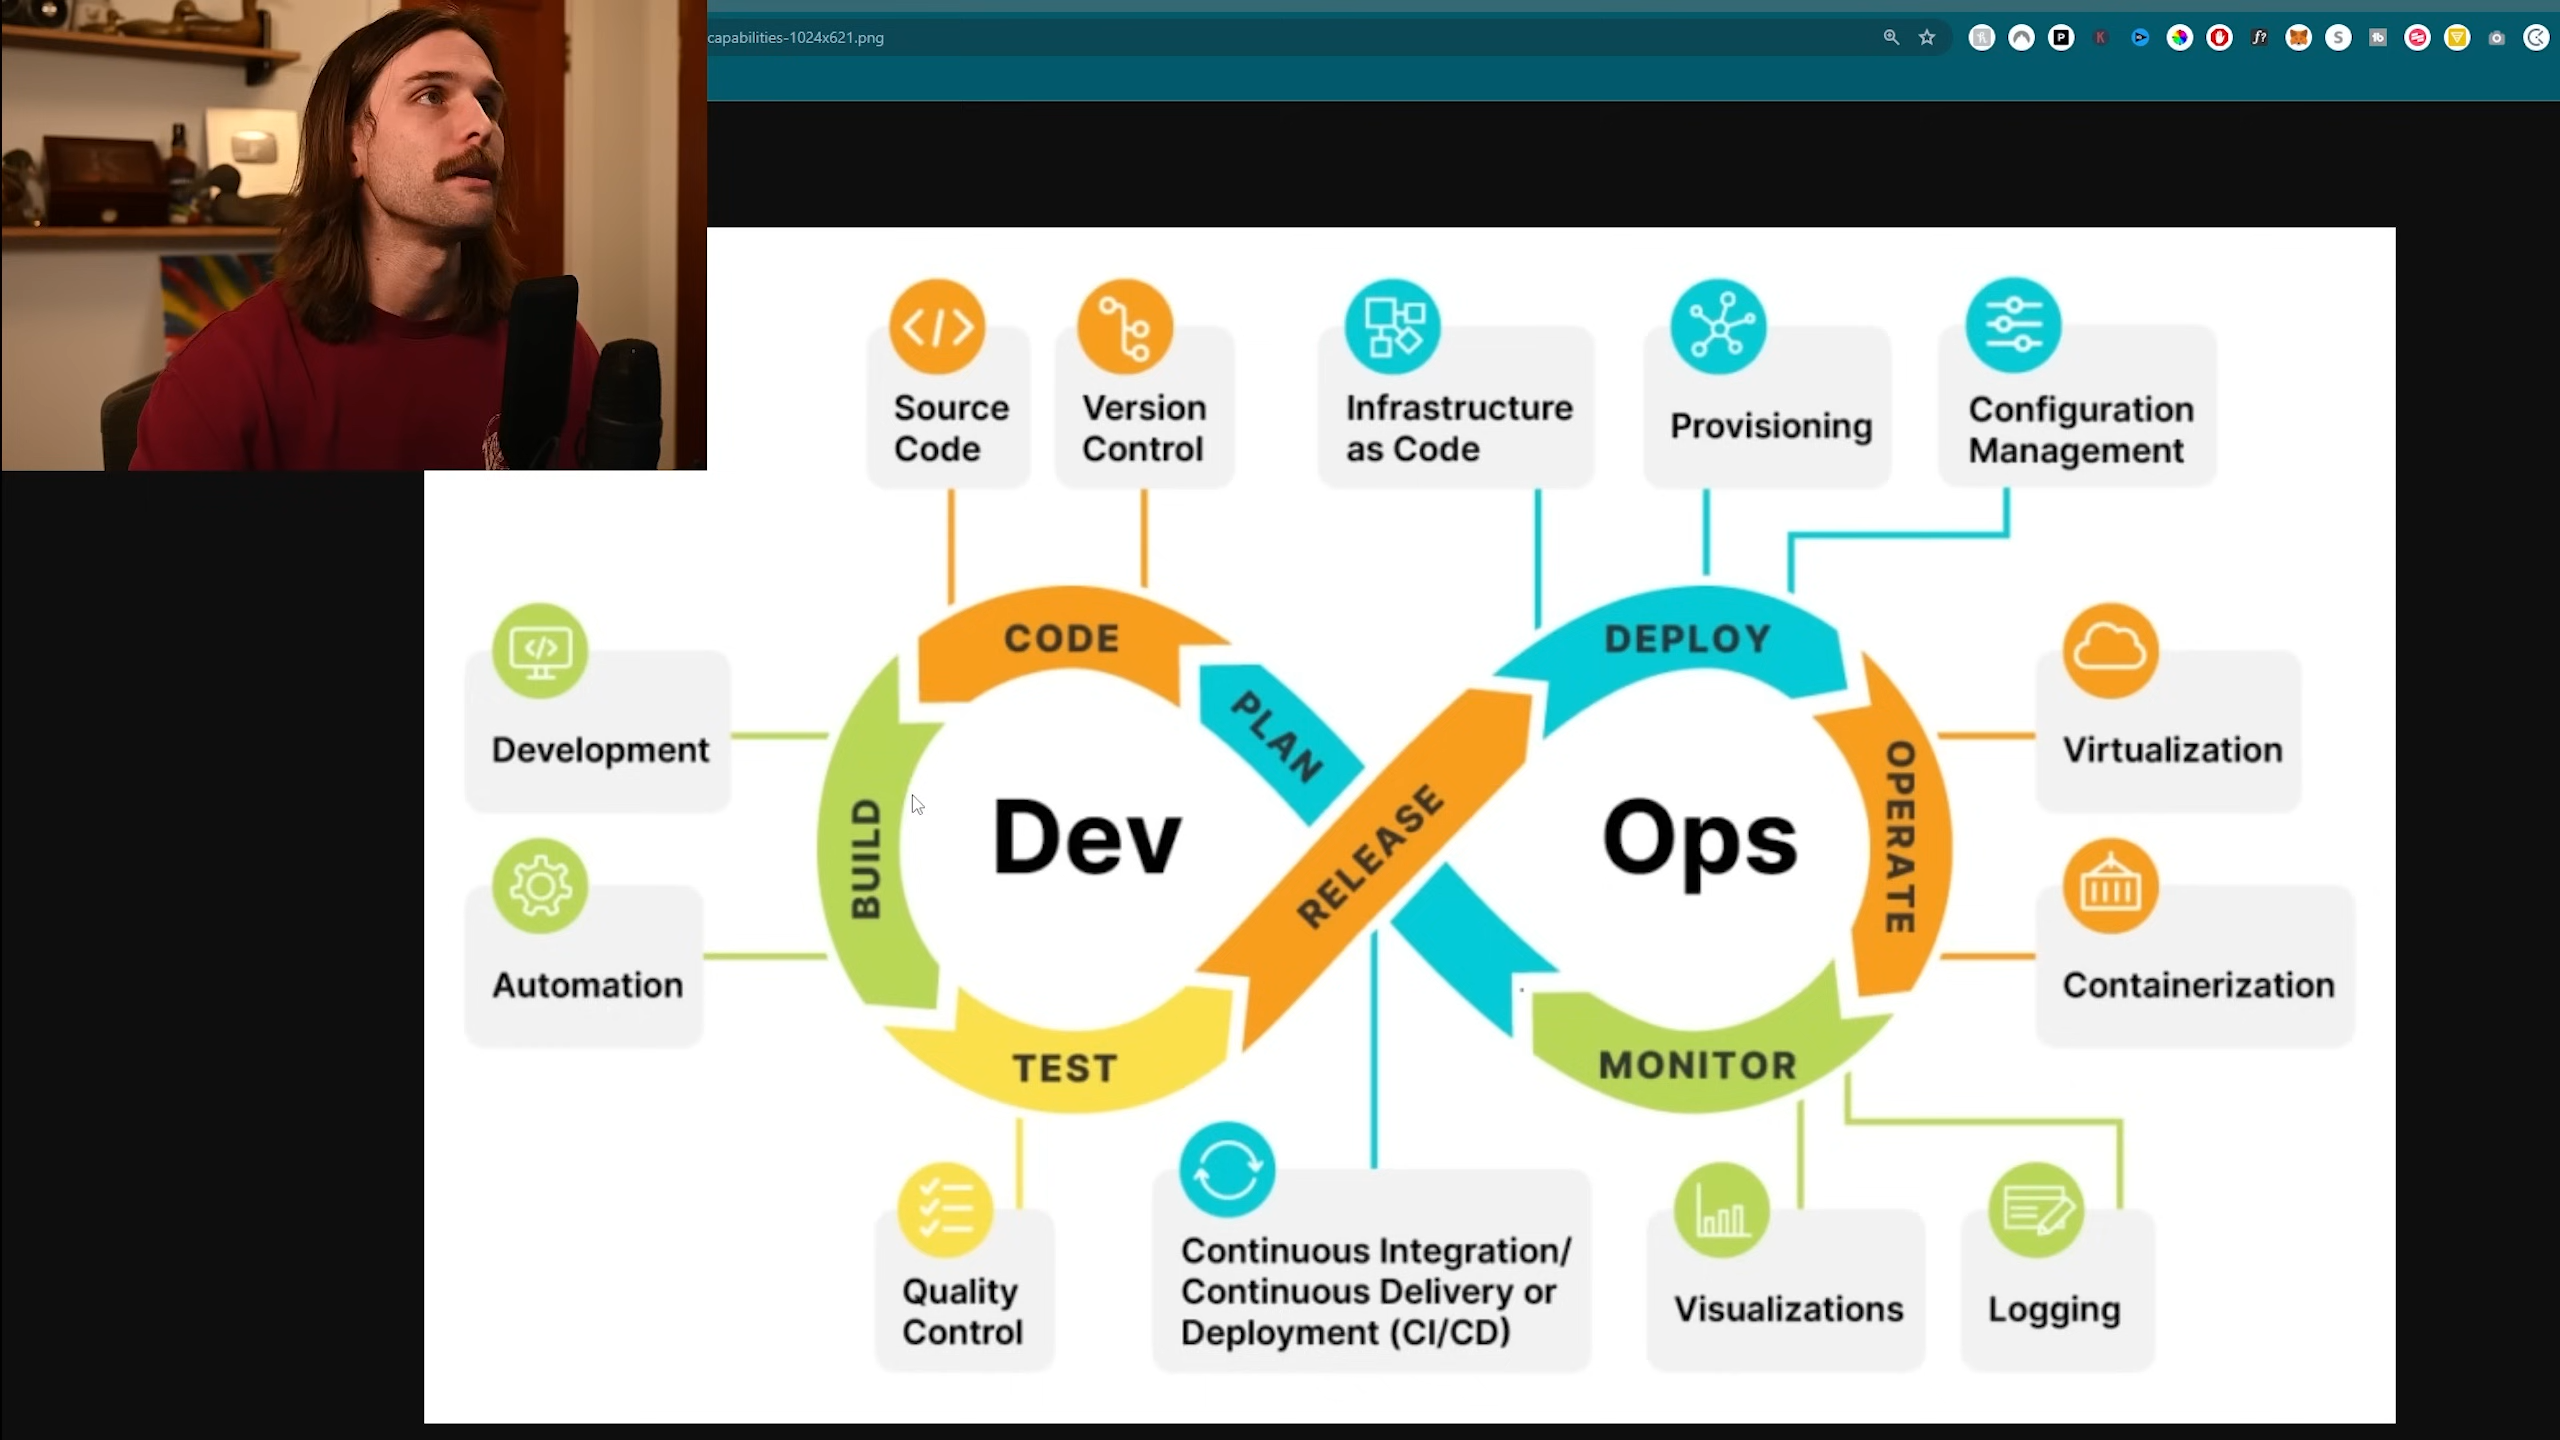 capabilities-1024x621.png
Source
Code
Version
Control
Infrastructure
as Code
Provisioning
Configuration
Management
CODE
PLAN
DEPLOY
Development
BUILD
Dev
RELEASE
Ops
OPERATE
Virtualization
Automation
Containerization
TEST
MONITOR
Quality
Control
Continuous Integration/
Continuous Delivery or
Deployment (CI/CD)
Visualizations
Logging